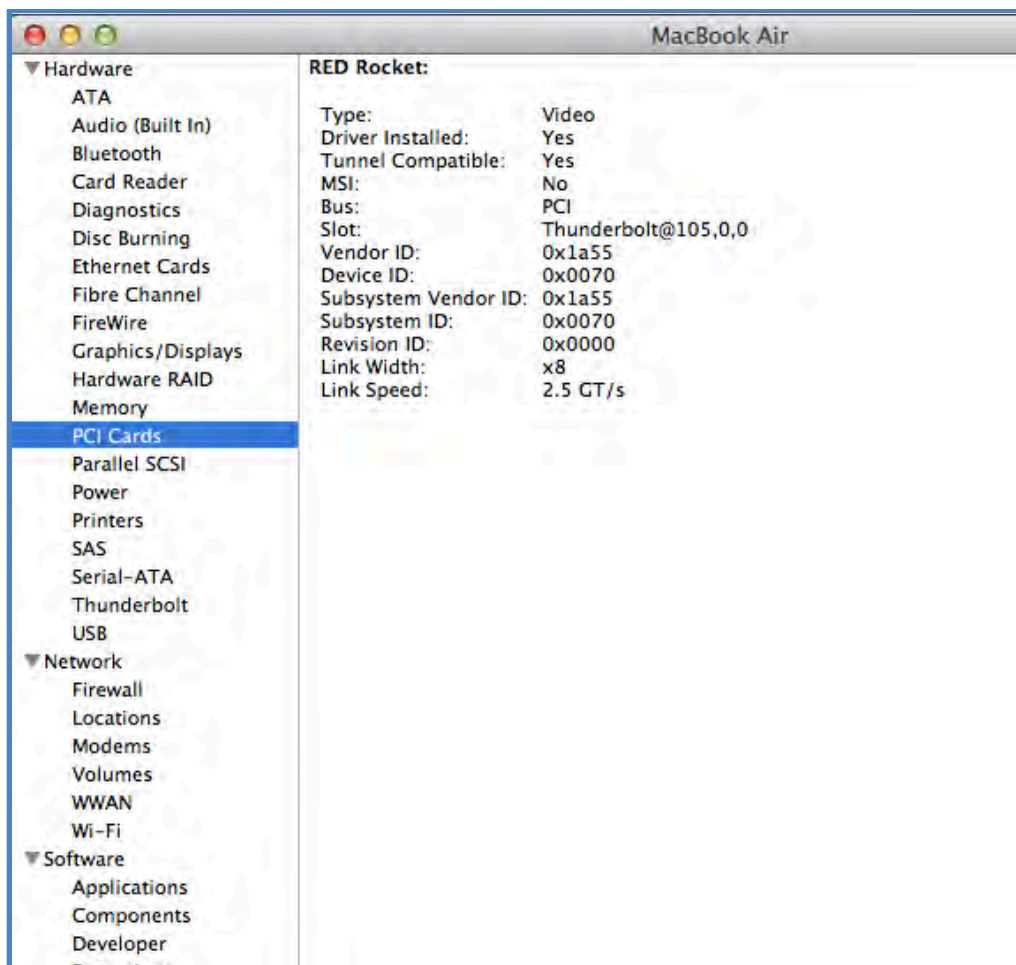 MacBook Air
Hardware
ATA
Audio (Built In)
Bluetooth
Card Reader
Diagnostics
Disc Burning
Ethernet Cards
Fibre Channel
FireWire
Graphics/Displays
Hardware RAID
Memory
PCI Cards
Parallel SCSI
Power
Printers
SAS
Serial-ATA
Thunderbolt
USB
Network
Firewall
Locations
Modems
Volumes
WWAN
Wi-Fi
Software
Applications
Components
Developer
RED Rocket:
Type: Video
Driver Installed: Yes
Tunnel Compatible: Yes
MSI: No
Bus: PCI
Slot: Thunderbolt@105,0,0
Vendor ID: 0x1a55
Device ID: 0x0070
Subsystem Vendor ID: 0x1a55
Subsystem ID: 0x0070
Revision ID: 0x0000
Link Width: x8
Link Speed: 2.5 GT/s